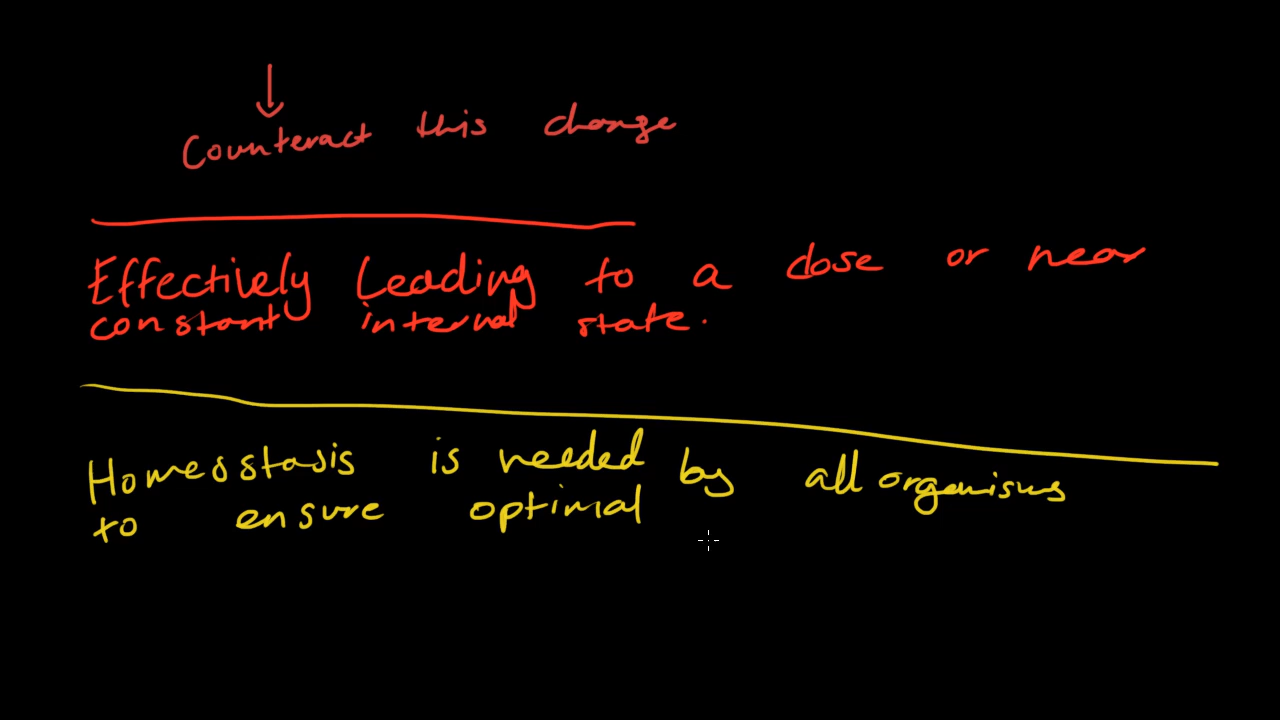 Counteract this change
Effectively leading to a close or near
constant internal state.
Homeostasis is needed by all organisms
to ensure optimal